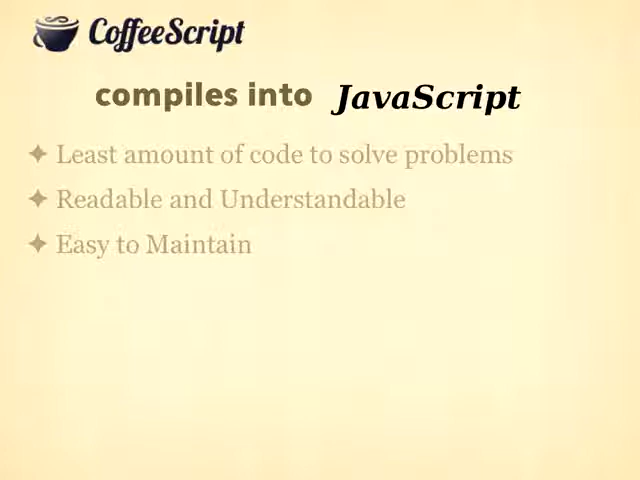 CoffeeScript
compiles into JavaScript
✦ Least amount of code to solve problems
✦ Readable and Understandable
✦ Easy to Maintain